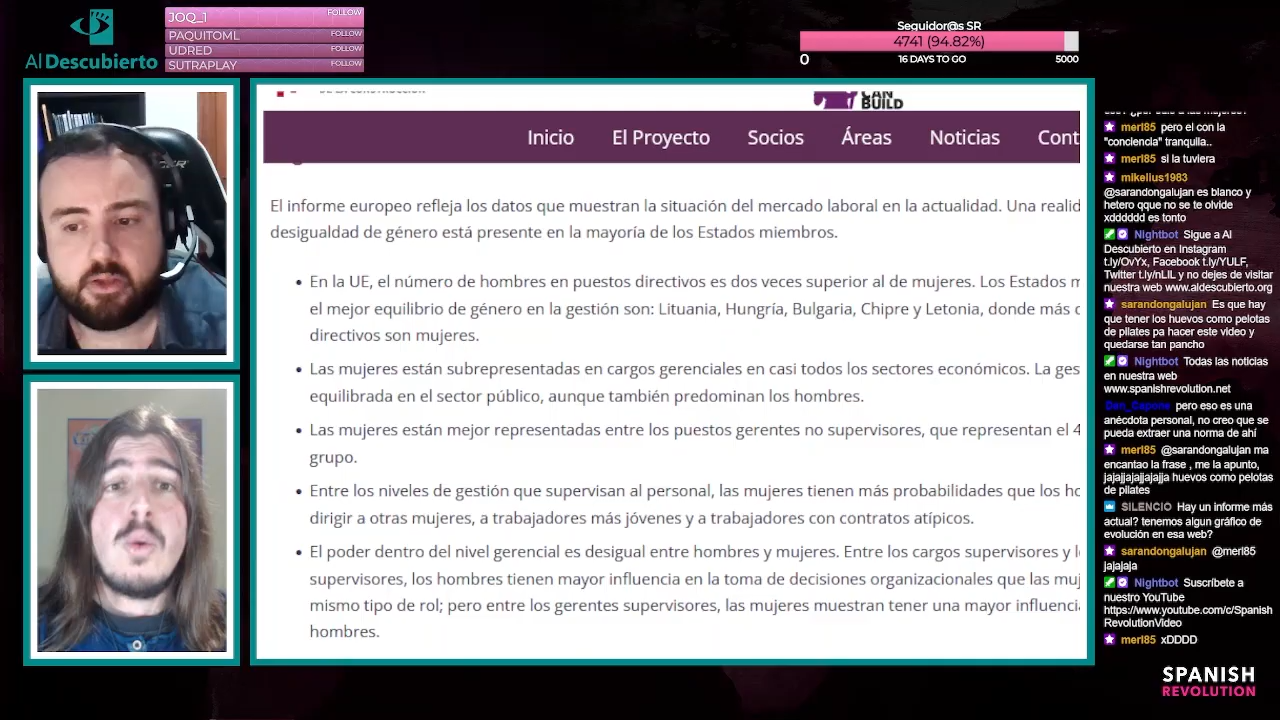 Al Descubierto
JOQ_1 FOLLOW
PAQUITOML FOLLOW
UDRED FOLLOW
SUTRAPLAY FOLLOW
Seguidor@s SR
4741 (94.82%)
0 16 DAYS TO GO 5000
DE LA CONSTRUCCIÓN
CAN
BUILD
Inicio El Proyecto Socios Áreas Noticias Cont
El informe europeo refleja los datos que muestran la situación del mercado laboral en la actualidad. Una realid
desigualdad de género está presente en la mayoría de los Estados miembros.
• En la UE, el número de hombres en puestos directivos es dos veces superior al de mujeres. Los Estados m
el mejor equilibrio de género en la gestión son: Lituania, Hungría, Bulgaria, Chipre y Letonia, donde más
directivos son mujeres.
• Las mujeres están subrepresentadas en cargos gerenciales en casi todos los sectores económicos. La ges
equilibrada en el sector público, aunque también predominan los hombres.
• Las mujeres están mejor representadas entre los puestos gerentes no supervisores, que representan el 4
grupo.
• Entre los niveles de gestión que supervisan al personal, las mujeres tienen más probabilidades que los ho
dirigir a otras mujeres, a trabajadores más jóvenes y a trabajadores con contratos atípicos.
• El poder dentro del nivel gerencial es desigual entre hombres y mujeres. Entre los cargos supervisores y
supervisores, los hombres tienen mayor influencia en la toma de decisiones organizacionales que las muj
mismo tipo de rol; pero entre los gerentes supervisores, las mujeres muestran tener una mayor influencia
hombres.
merl85 pero el con la
"conciencia" tranquila..
merl85 si la tuviera
mikelius1983
@sarandongalujan es blanco y
hetero qque no se te olvide
xdddddd es tonto
Nightbot Sigue a Al
Descubierto en Instagram
t.ly/OVYx, Facebook t.ly/YULF,
Twitter t.ly/nLIL y no dejes de visitar
nuestra web www.aldescubierto.org
sarandongalujan Es que hay
que tener los huevos como pelotas
de pilates pa hacer este video y
quedarse tan pancho
Nightbot Todas las noticias
en nuestra web
www.spanishrevolution.net
pero eso es una
anécdota personal, no creo que se
pueda extraer una norma de ahí
merl85 @sarandongalujan ma
encantao la frase , me la apunto,
jajajjajajjajajja huevos como pelotas
de pilates
SILENCIO Hay un informe más
actual? tenemos algun gráfico de
evolución en esa web?
sarandongalujan @merl85
jajajaja
Nightbot Suscríbete a
nuestro YouTube
https://www.youtube.com/c/Spanish
RevolutionVideo
merl85 xDDDD
SPANISH
REVOLUTION